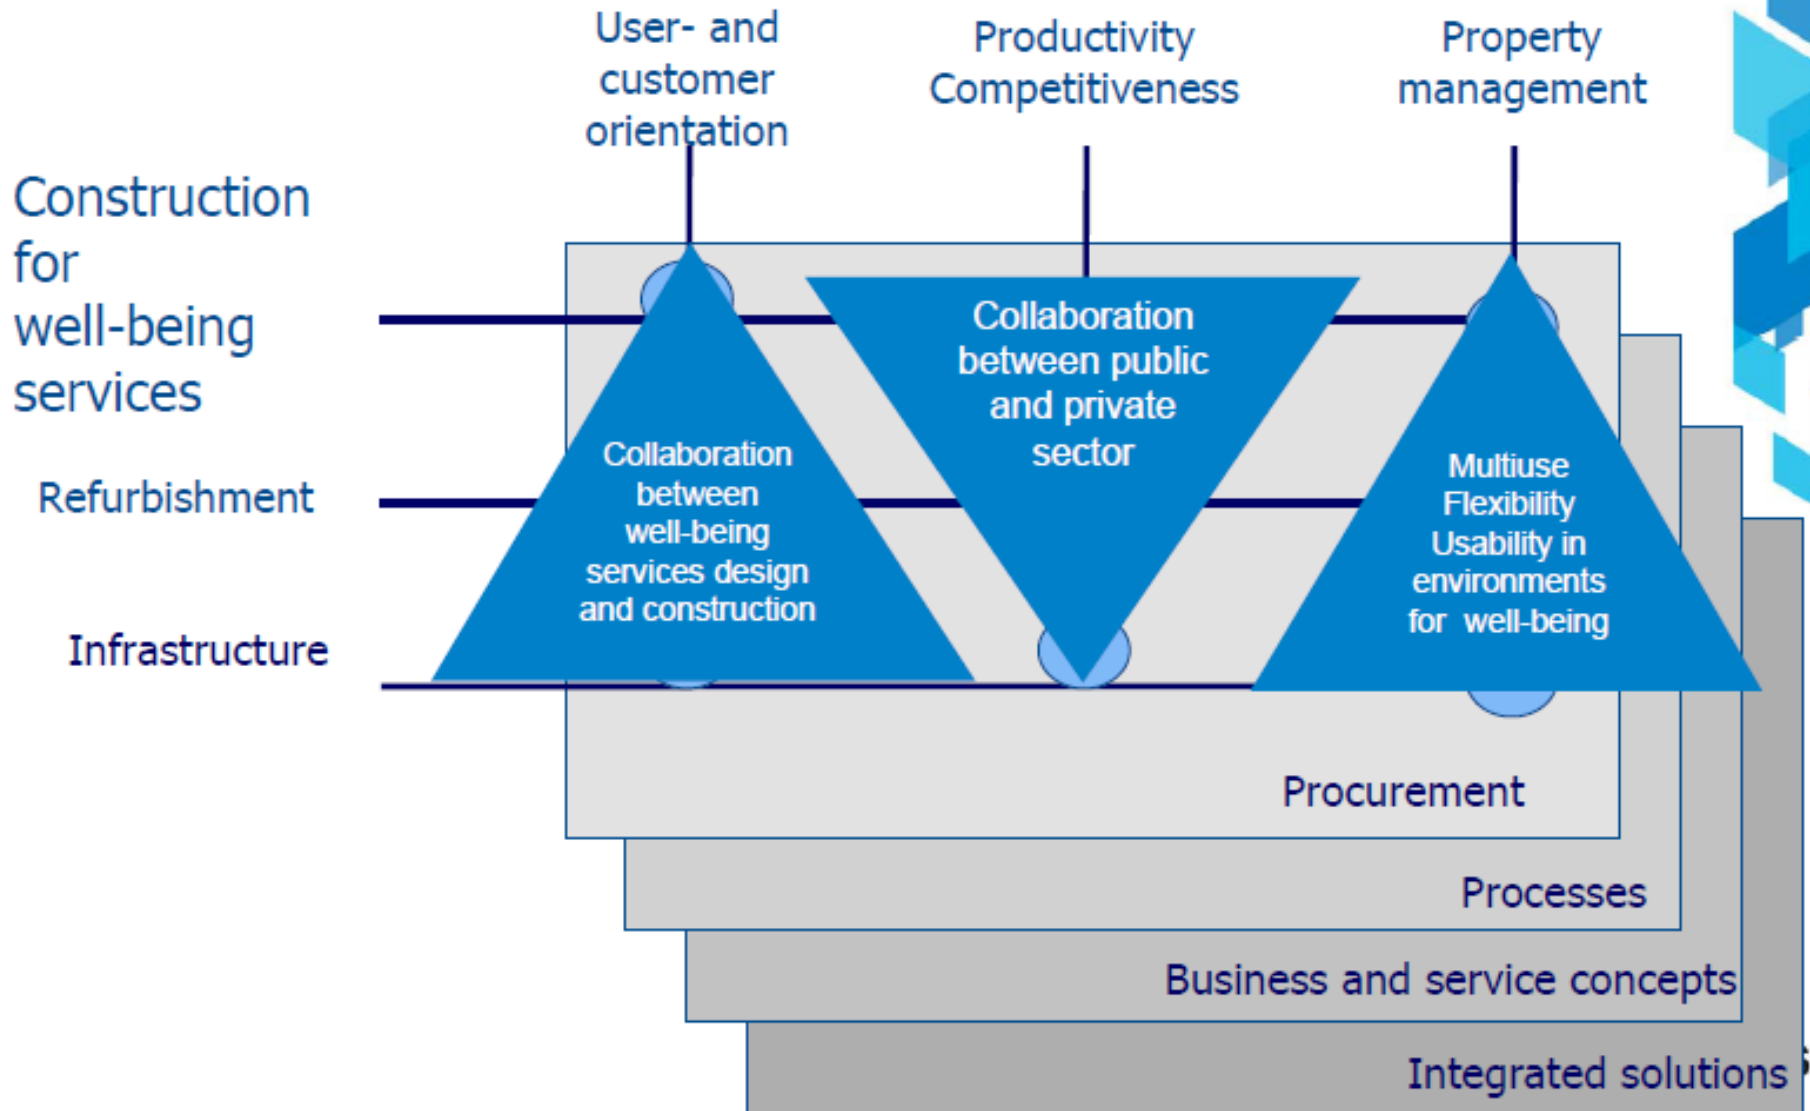 User- and
customer
orientation
Productivity
Competitiveness
Property
management
Construction
for
well-being
services
Refurbishment
Infrastructure
Collaboration
between
well-being
services design
and construction
Collaboration
between public
and private
sector
Multiuse
Flexibility
Usability in
environments
for well-being
Procurement
Processes
Business and service concepts
Integrated solutions